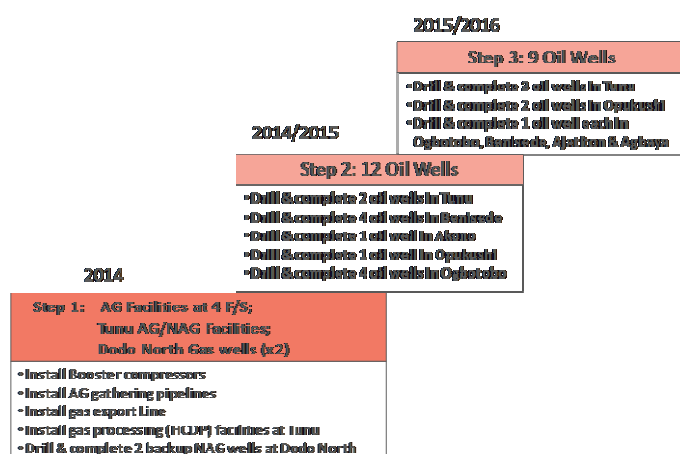 2015/2016
Step 3: 9 Oil Wells
•Drill & complete 3 oil wells in Tunu
•Drill & complete 2 oil wells in Opukushi
•Drill & complete 1 oil well each in
Ogbotobo, Benisede, Ajatiton & Agbaya
2014/2015
Step 2: 12 Oil Wells
•Drill & complete 2 oil wells in Tunu
•Drill & complete 4 oil wells in Benisede
•Drill & complete 1 oil well in Akono
•Drill & complete 1 oil well in Opukushi
•Drill & complete 4 oil wells in Ogbotobo
2014
Step 1: AG Facilities at 4 F/S;
Tunu AG/NAG Facilities;
Dodo North Gas wells (x2)
•Install Booster compressors
•Install AG gathering pipelines
•Install gas export Line
•Install gas processing (HCDP) facilities at Tunu
•Drill & complete 2 backup NAG wells at Dodo North